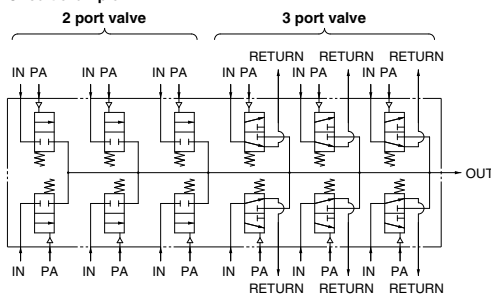 2 port valve 3 port valve
RETURN RETURN RETURN
IN PA IN PA IN PA IN PA IN PA IN PA
OUT
IN PA IN PA IN PA IN PA IN PA IN PA
RETURN RETURN RETURN